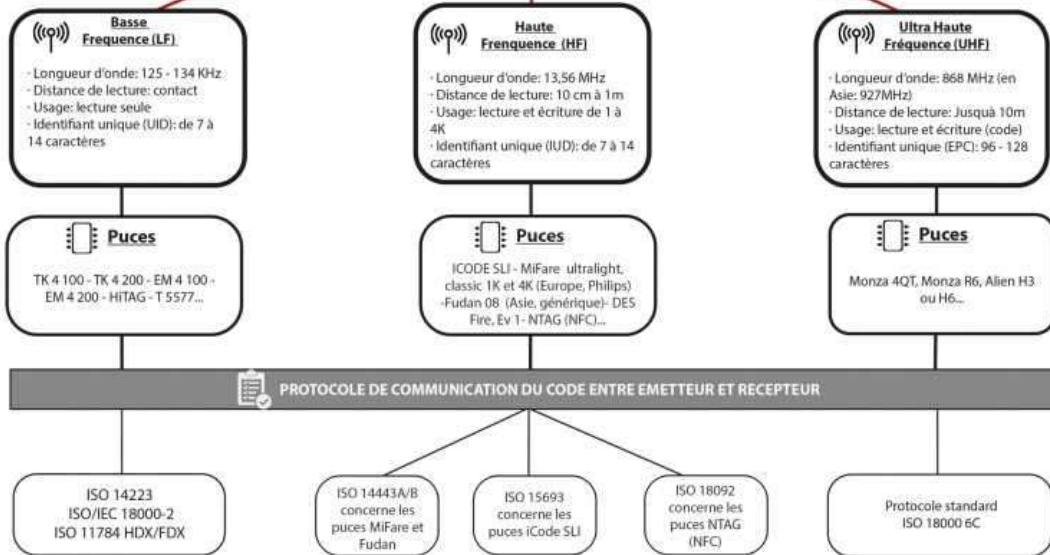 Basse
Frequence (LF)
· Longueur d'onde: 125 - 134 KHz
· Distance de lecture: contact
· Usage: lecture seule
· Identifiant unique (UID): de 7 à
14 caractères
Haute
Frenquence (HF)
· Longueur d'onde: 13,56 MHz
· Distance de lecture: 10 cm à 1m
· Usage: lecture et écriture de 1 à
4K
· Identifiant unique (IUD): de 7 à 14
caractères
Ultra Haute
Fréquence (UHF)
· Longueur d'onde: 868 MHz (en
Asie: 927MHz)
· Distance de lecture: Jusquà 10m
· Usage: lecture et écriture (code)
· Identifiant unique (EPC): 96 - 128
caractères
Puces
TK 4 100 - TK 4 200 - EM 4 100 -
EM 4 200 - HiTAG - T 5577...
Puces
ICODE SLI - MiFare ultralight,
classic 1K et 4K (Europe, Philips)
-Fudan 08 (Asie, générique)- DES
Fire, Ev 1- NTAG (NFC)...
Puces
Monza 4QT, Monza R6, Alien H3
ou H6...
PROTOCOLE DE COMMUNICATION DU CODE ENTRE EMETTEUR ET RECEPTEUR
ISO 14223
ISO/IEC 18000-2
ISO 11784 HDX/FDX
ISO 14443A/B
concerne les
puces MiFare et
Fudan
ISO 15693
concerne les
puces iCode SLI
ISO 18092
concerne les
puces NTAG
(NFC)
Protocole standard
ISO 18000 6C